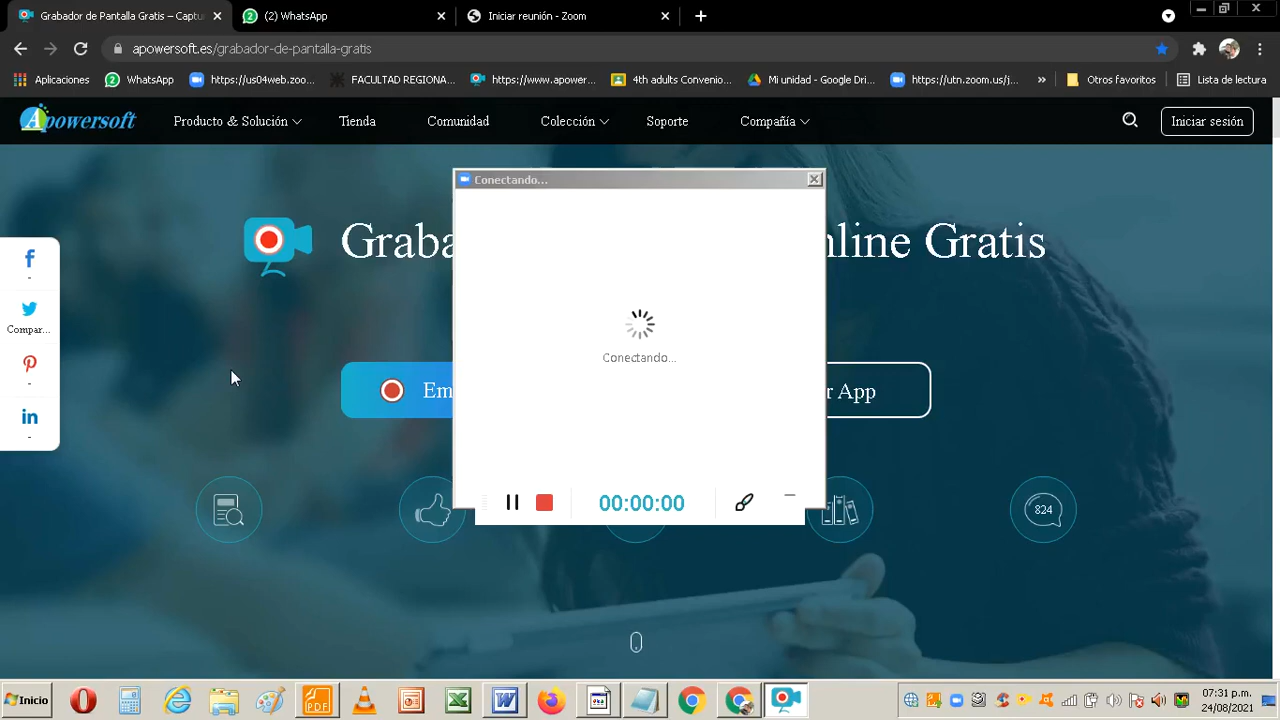 Grabador de Pantalla Gratis – Captu
(2) WhatsApp
Iniciar reunión - Zoom
apowersoft.es/grabador-de-pantalla-gratis
Aplicaciones
WhatsApp
https://us04web.zoo...
FACULTAD REGIONA...
https://www.apower...
4th adults Convenio...
Mi unidad - Google Dri...
https://utn.zoom.us/j...
Otros favoritos
Lista de lectura
Apowersoft
Producto & Solución
Tienda
Comunidad
Colección
Soporte
Compañía
Iniciar sesión
Conectando...
Graba
nline Gratis
Compar...
Conectando...
Em
r App
00:00:00
824
Inicio
PDF
07:31 p.m.
24/08/2021